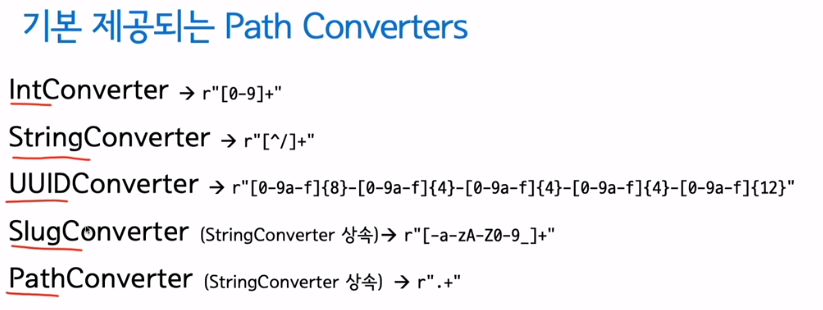 기본 제공되는 Path Converters
IntConverter → r"[0-9]+"
StringConverter → r"[^/]+"
UUIDConverter → r"[0-9a-f]{8}-[0-9a-f]{4}-[0-9a-f]{4}-[0-9a-f]{4}-[0-9a-f]{12}"
SlugConverter (StringConverter 상속)→ r"[-a-zA-Z0-9_]+"
PathConverter (StringConverter 상속) → r".+"